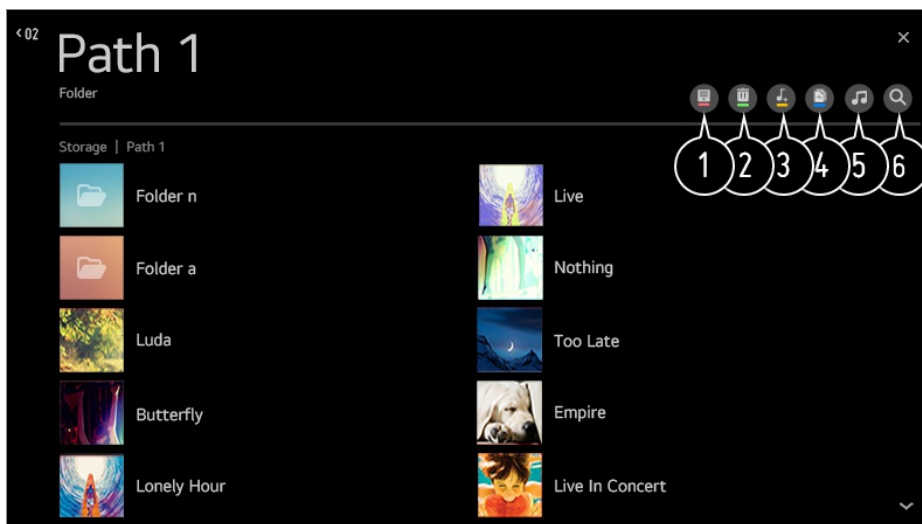 <02
Path 1
Folder
1 2 3 4 5 6
Storage | Path 1
Folder n
Live
Folder a
Nothing
Luda
Too Late
Butterfly
Empire
Lonely Hour
Live In Concert